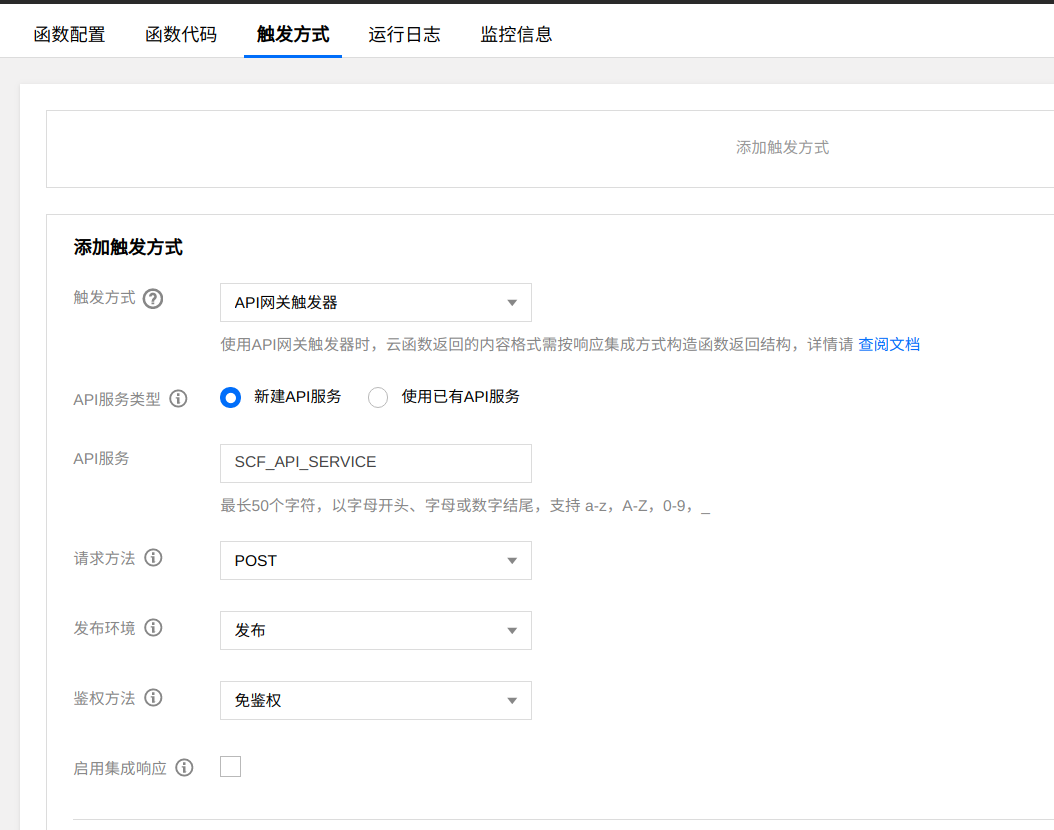 函数配置 函数代码 触发方式 运行日志 监控信息
添加触发方式
添加触发方式
触发方式 ? API网关触发器
使用API网关触发器时，云函数返回的内容格式需按响应集成方式构造函数返回结构，详情请 查阅文档
API服务类型 新建API服务 使用已有API服务
API服务 SCF_API_SERVICE
最长50个字符，以字母开头、字母或数字结尾，支持 a-z，A-Z，0-9，_
请求方法 POST
发布环境 发布
鉴权方法 免鉴权
启用集成响应